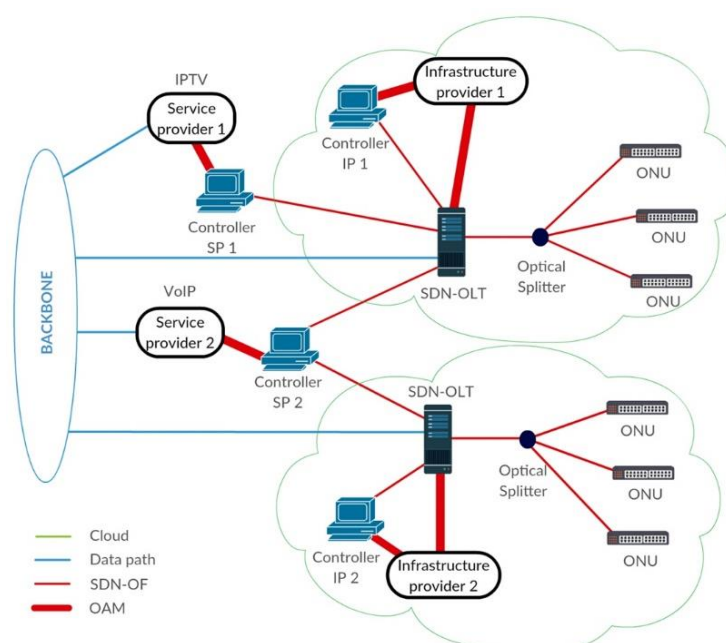 IPTV
Service
provider 1
Controller
SP 1
Infrastructure
provider 1
Controller
IP 1
SDN-OLT
Optical
Splitter
ONU
ONU
ONU
BACKBONE
VoIP
Service
provider 2
Controller
SP 2
SDN-OLT
Optical
Splitter
ONU
ONU
ONU
Controller
IP 2
Infrastructure
provider 2
Cloud
Data path
SDN-OF
OAM